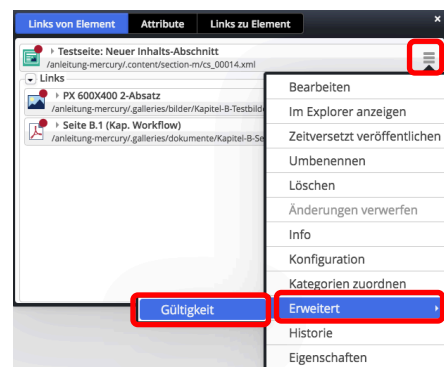 Links von Element Attribute Links zu Element ×
Testseite: Neuer Inhalts-Abschnitt
/anleitung-mercury/.content/section-m/cs_00014.xml
Links
PX 600X400 2-Absatz
/anleitung-mercury/.galleries/bilder/Kapitel-B-Testbild
Seite B.1 (Kap. Workflow)
/anleitung-mercury/.galleries/dokumente/Kapitel-B-Se
Bearbeiten
Im Explorer anzeigen
Zeitversetzt veröffentlichen
Umbenennen
Löschen
Änderungen verwerfen
Info
Konfiguration
Kategorien zuordnen
Gültigkeit
Erweitert
Historie
Eigenschaften